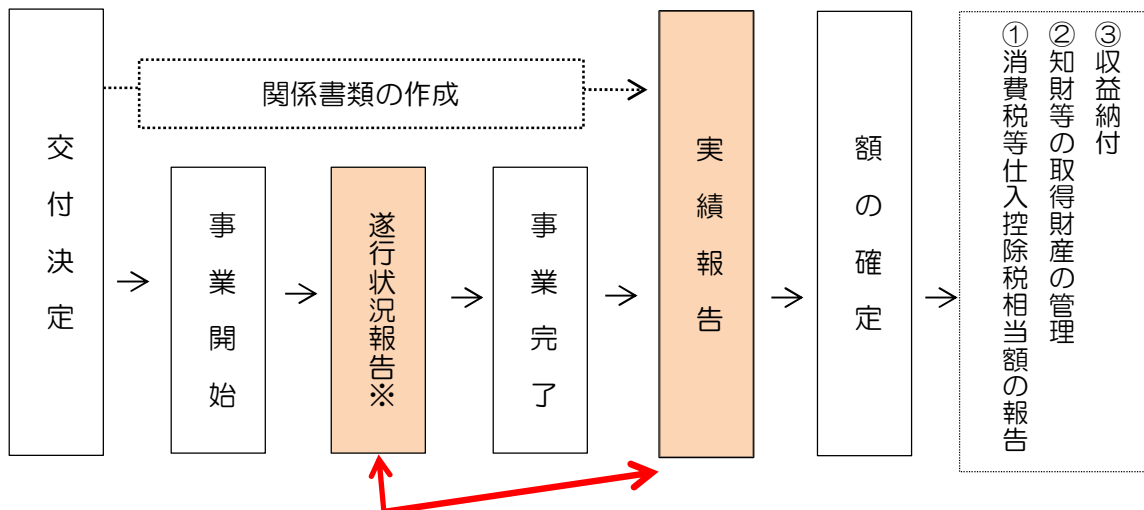 交付決定
関係書類の作成
事業開始
遂行状況報告※
事業完了
実績報告
額の確定
①消費税等仕入控除税相当額の報告
②知財等の取得財産の管理
③収益納付